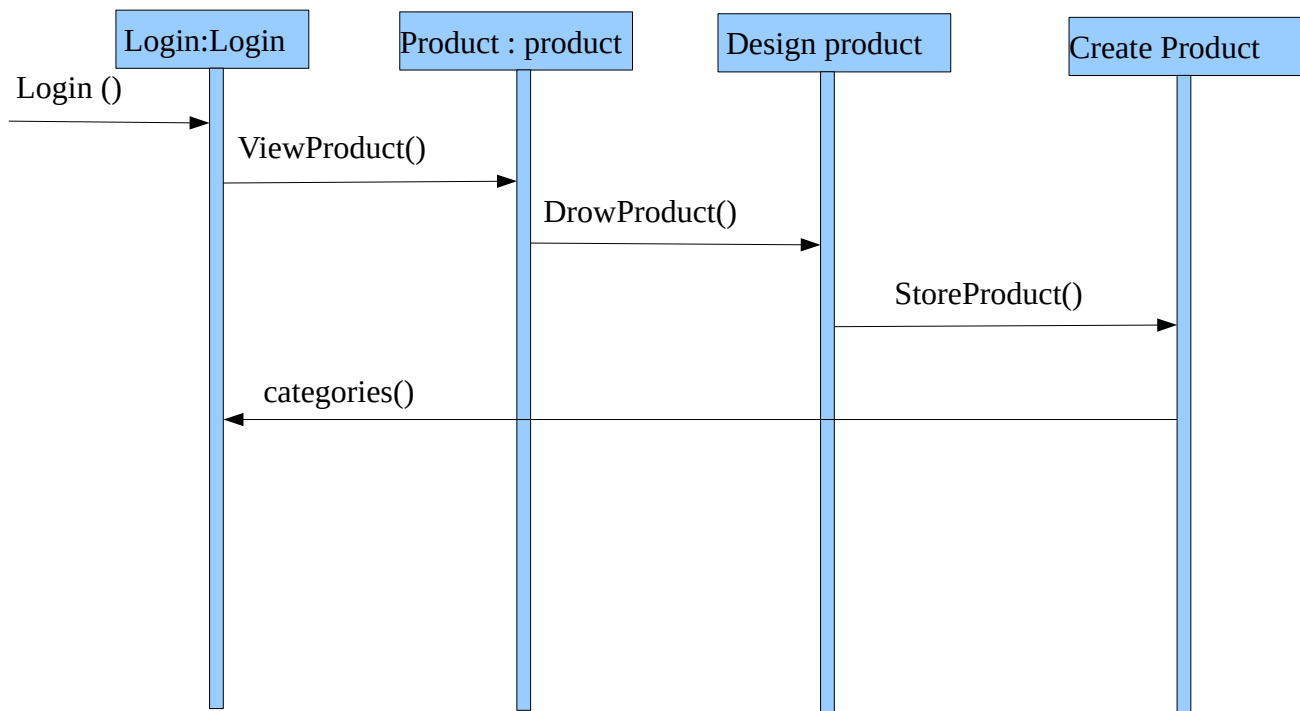 Login:Login
Product : product
Design product
Create Product
Login ()
ViewProduct()
DrowProduct()
StoreProduct()
categories()